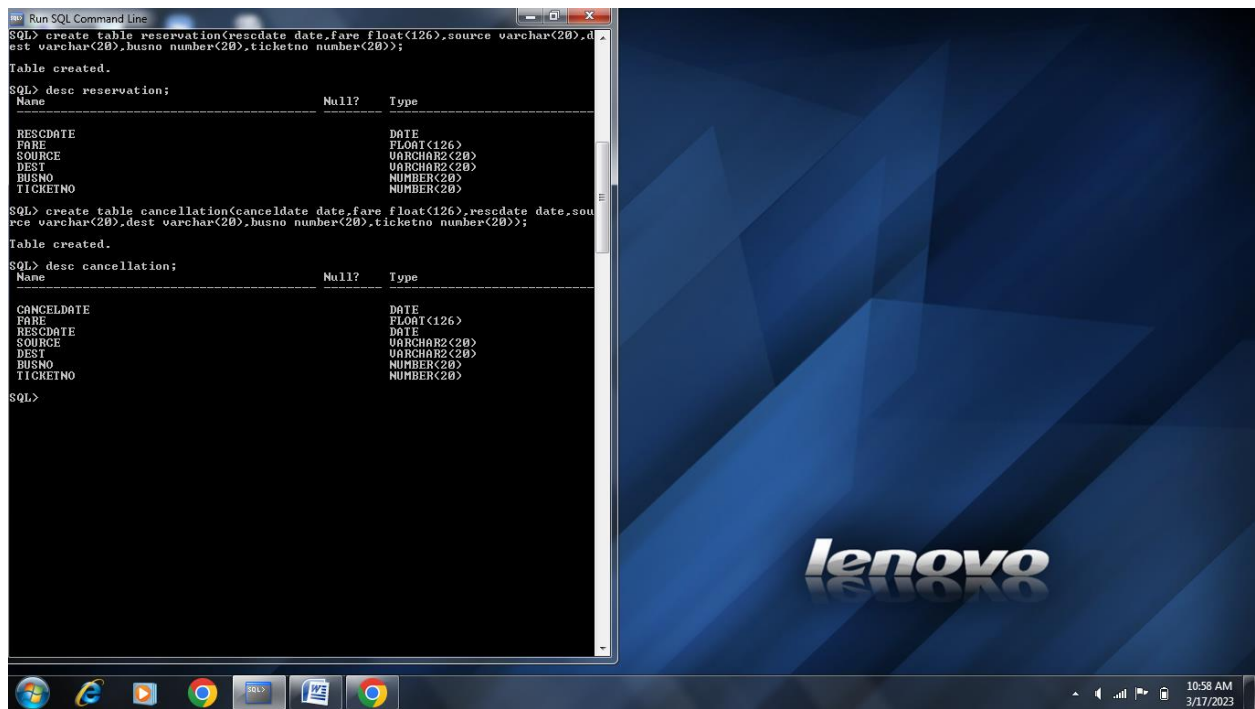 Run SQL Command Line
SQL> create table reservation(rescdate date,fare float(126),source varchar(20),d
est varchar(20),busno number(20),ticketno number(20));
Table created.
SQL> desc reservation;
Name Null? Type
RESCDATE DATE
FARE FLOAT(126)
SOURCE VARCHAR2(20)
DEST VARCHAR2(20)
BUSNO NUMBER(20)
TICKETNO NUMBER(20)
SQL> create table cancellation(canceldate date,fare float(126),rescdate date,sou
rce varchar(20),dest varchar(20),busno number(20),ticketno number(20));
Table created.
SQL> desc cancellation;
Name Null? Type
CANCELDATE DATE
FARE FLOAT(126)
RESCDATE DATE
SOURCE VARCHAR2(20)
DEST VARCHAR2(20)
BUSNO NUMBER(20)
TICKETNO NUMBER(20)
SQL>
lenovo
SQL>
W
10:58 AM
3/17/2023